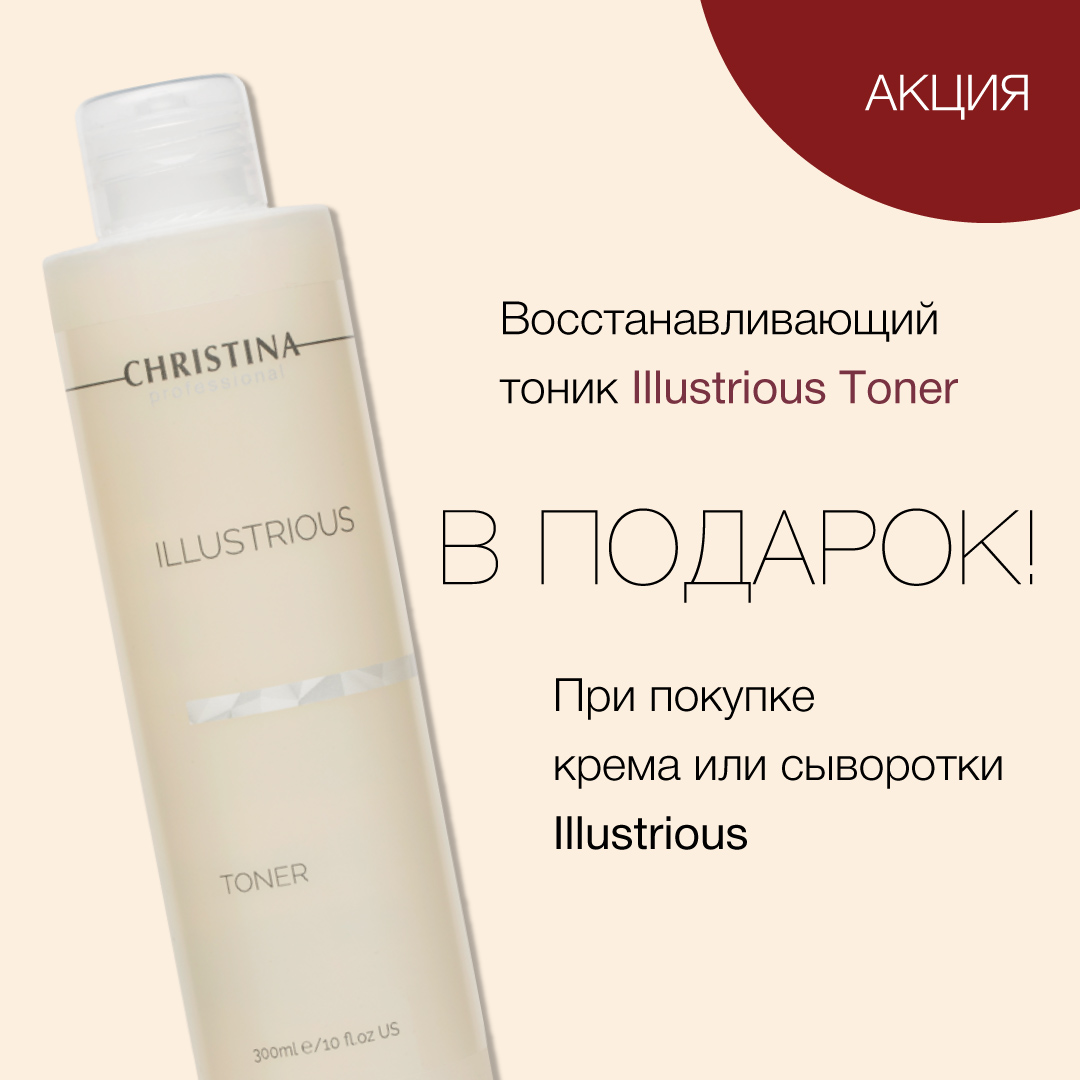 АКЦИЯ
Восстанавливающий
тоник Illustrious Toner
В ПОДАРОК!
При покупке
крема или сыворотки
Illustrious
CHRISTINA
professional
ILLUSTRIOUS
TONER
300ml ℮/10 fl.oz US